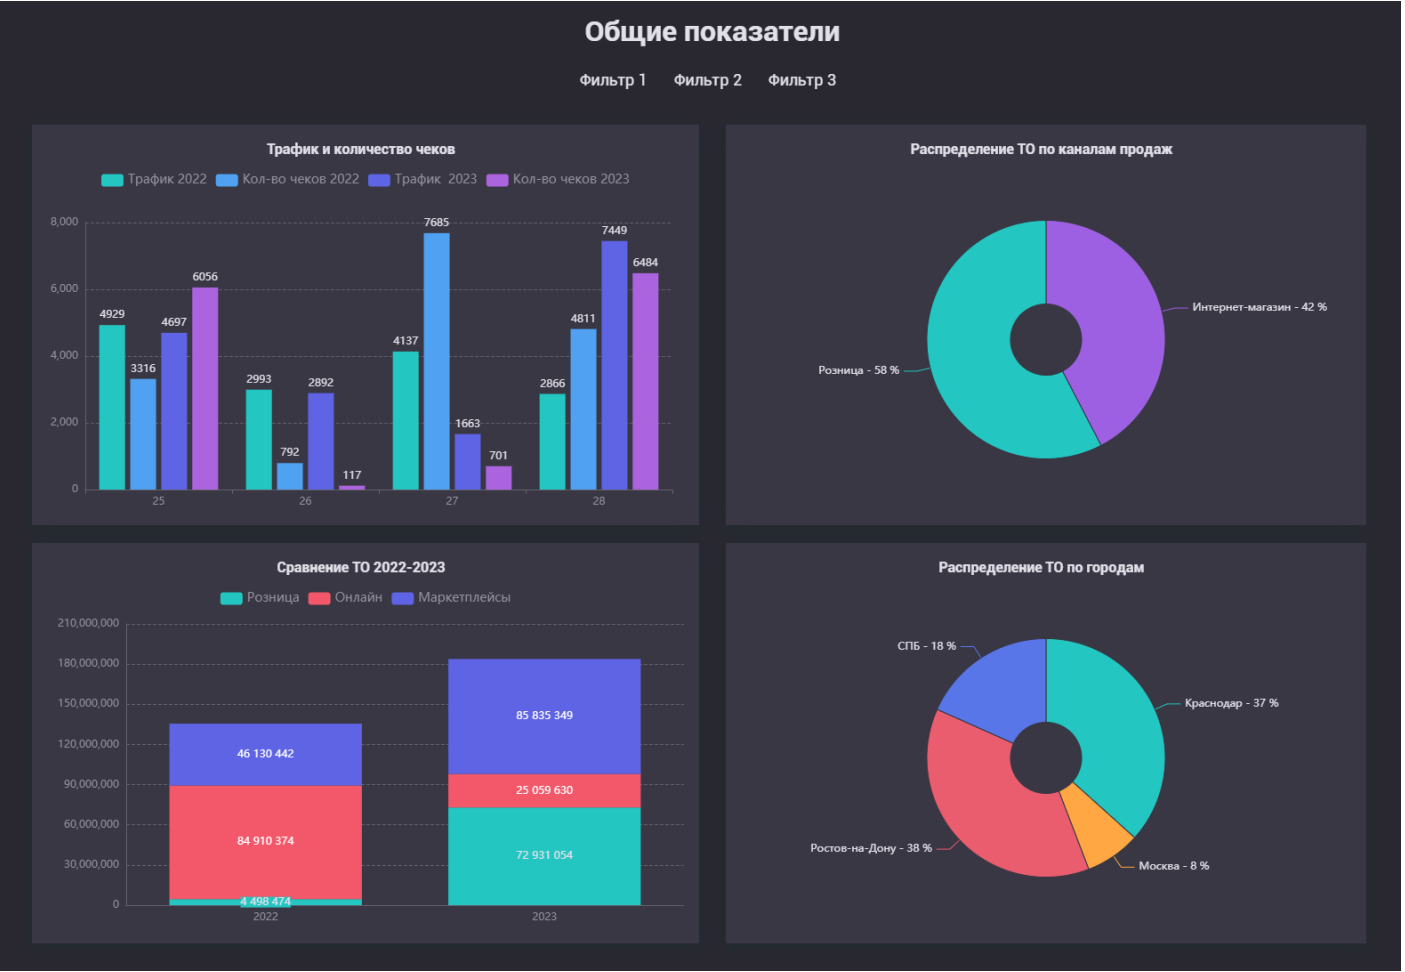 Общие показатели
Фильтр 1 Фильтр 2 Фильтр 3
Трафик и количество чеков
Трафик 2022 Кол-во чеков 2022 Трафик 2023 Кол-во чеков 2023
8,000
6,000
4,000
2,000
0
4929
3316
4697
6056
2993
792
2892
117
4137
7685
1663
701
2866
4811
7449
6484
25 26 27 28
Распределение ТО по каналам продаж
Интернет-магазин - 42 %
Розница - 58 %
Сравнение ТО 2022-2023
Розница Онлайн Маркетплейсы
210,000,000
180,000,000
150,000,000
120,000,000
90,000,000
60,000,000
30,000,000
0
46 130 442
84 910 374
4 498 474
85 835 349
25 059 630
72 931 054
2022 2023
Распределение ТО по городам
СПБ - 18 %
Краснодар - 37 %
Ростов-на-Дону - 38 %
Москва - 8 %